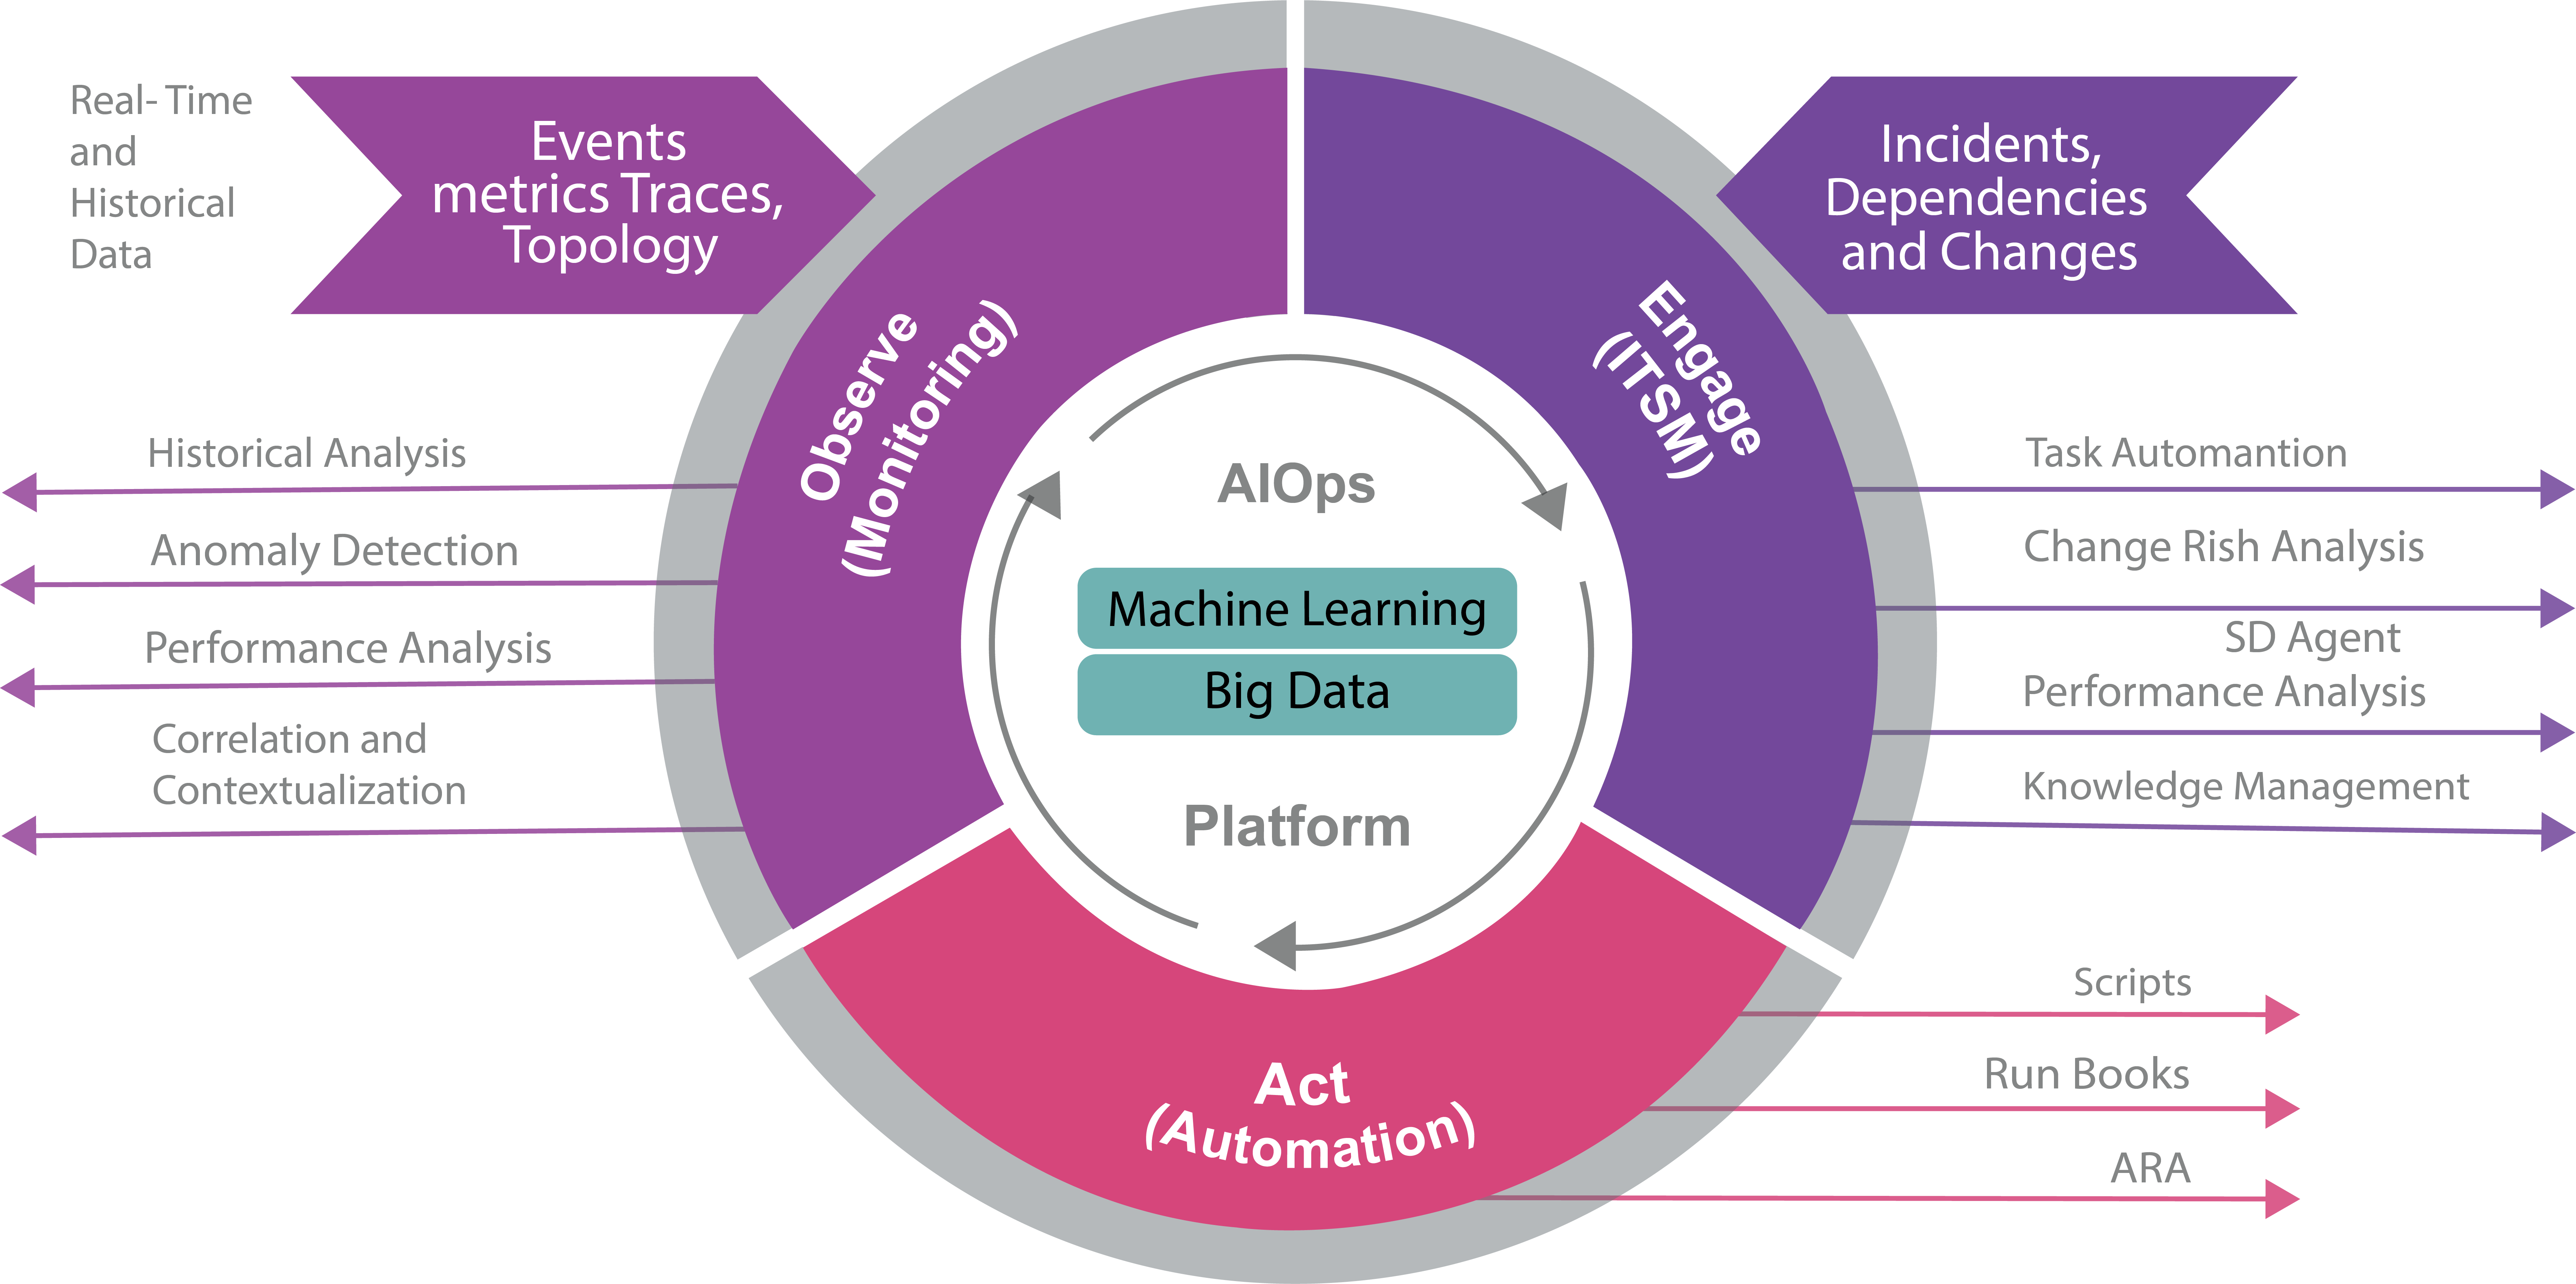 Real- Time
and
Historical
Data
Events
metrics Traces,
Topology
Incidents,
Dependencies
and Changes
Observe
(Monitoring)
Engage
(ITSM)
Historical Analysis
Anomaly Detection
Performance Analysis
Correlation and
Contextualization
AIOps
Machine Learning
Big Data
Platform
Task Automantion
Change Rish Analysis
SD Agent
Performance Analysis
Knowledge Management
Act
(Automation)
Scripts
Run Books
ARA